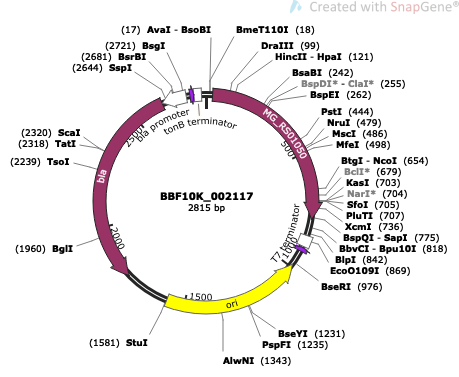 Created with SnapGene®
(17) AvaI - BsoBI
BmeT110I (18)
(2721) BsgI
DraIII (99)
(2681) BsrBI
HincII - HpaI (121)
(2644) SspI
BsaBI (242)
BspDI* - ClaI* (255)
BspEI (262)
bla promoter
tonB terminator
MG_RS01050
PstI (444)
NruI (479)
MscI (486)
MfeI (498)
2500
500
(2320) ScaI
(2318) TatI
(2239) TsoI
bla
BtgI - NcoI (654)
BclI* (679)
KasI (703)
NarI* (704)
SfoI (705)
PluTI (707)
XcmI (736)
BspQI - SapI (775)
BbvCI - Bpu10I (818)
BlpI (842)
EcoO109I (869)
BseRI (976)
BBF10K_002117
2815 bp
T7 terminator
1000
2000
(1960) BglI
1500
ori
(1581) StuI
BseYI (1231)
PspFI (1235)
AlwNI (1343)